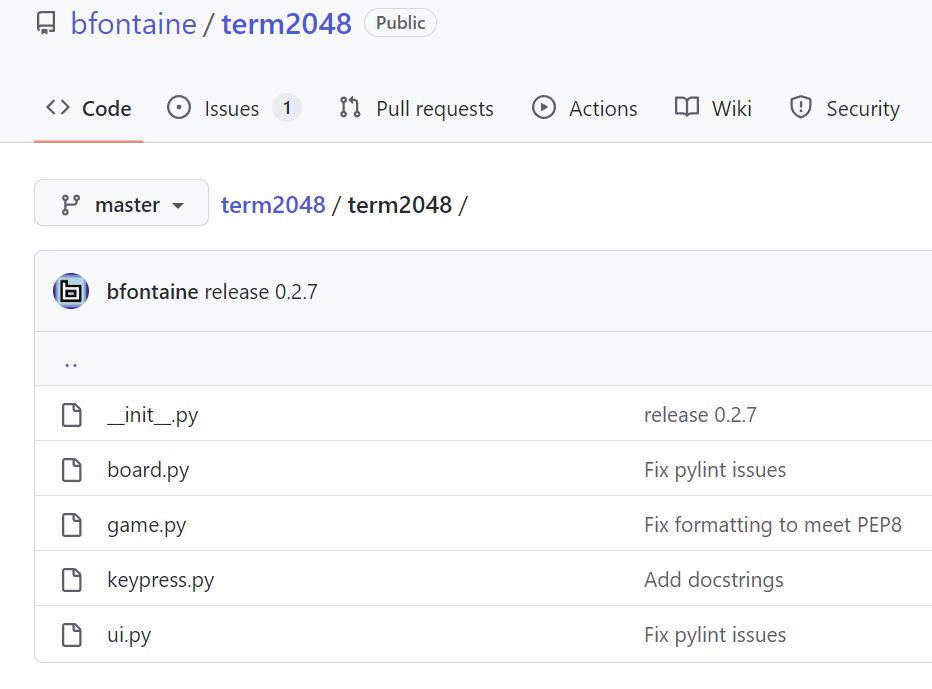 bfontaine / term2048 Public
Code Issues 1 Pull requests Actions Wiki Security
master term2048 / term2048 /
bfontaine release 0.2.7
..
__init__.py release 0.2.7
board.py Fix pylint issues
game.py Fix formatting to meet PEP8
keypress.py Add docstrings
ui.py Fix pylint issues